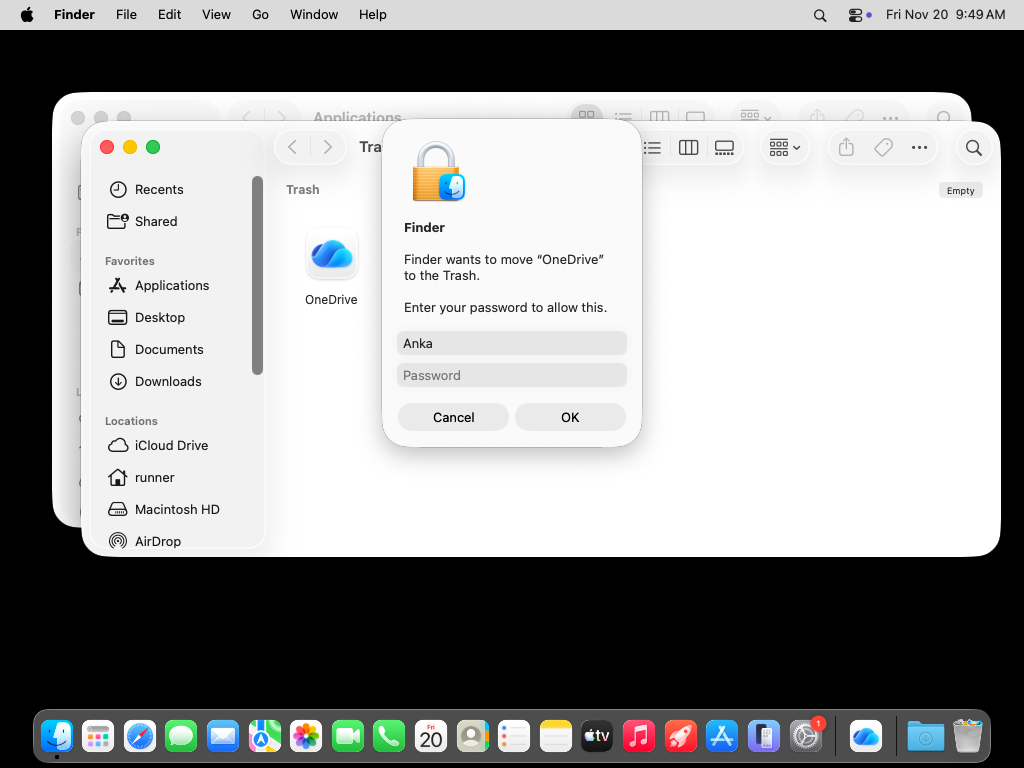 Finder File Edit View Go Window Help Fri Nov 20 9:49 AM
Applications
Recents
Shared
Favorites
Applications
Desktop
Documents
Downloads
Locations
iCloud Drive
runner
Macintosh HD
AirDrop
Tra
Trash
Empty
OneDrive
Finder
Finder wants to move “OneDrive”
to the Trash.
Enter your password to allow this.
Anka
Password
Cancel OK
Fri
20
tv
1